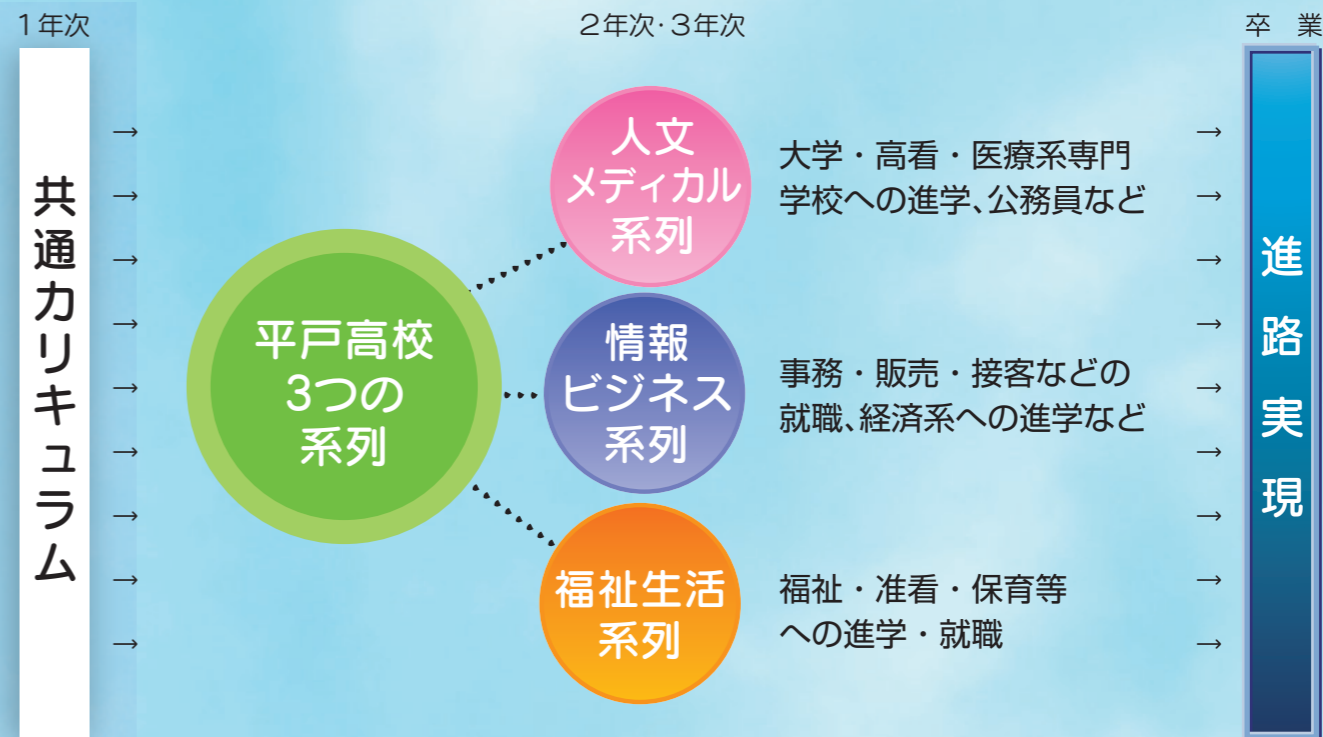 1年次
2年次・3年次
卒　業
共通カリキュラム
→
→
→
→
→
→
→
→
→
平戸高校
3つの
系列
人文
メディカル
系列
大学・高看・医療系専門
学校への進学、公務員など
情報
ビジネス
系列
事務・販売・接客などの
就職、経済系への進学など
福祉生活
系列
福祉・准看・保育等
への進学・就職
→
→
→
→
→
→
→
→
→
進路実現